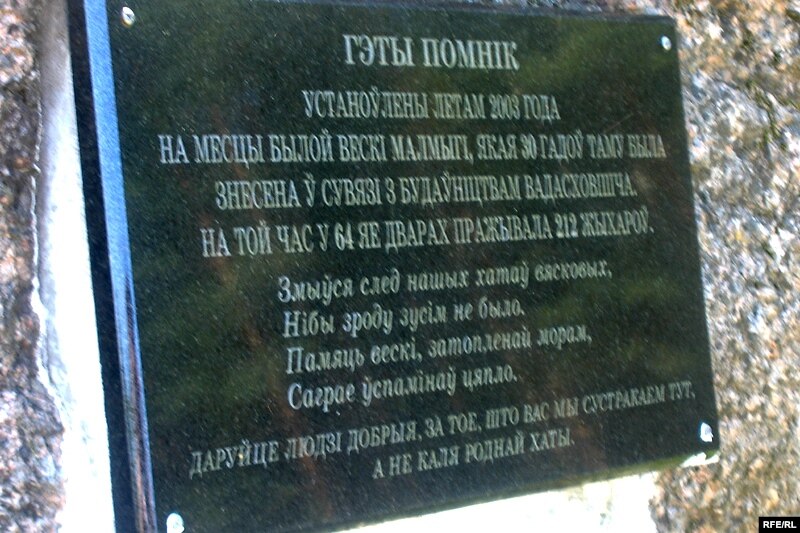 ГЭТЫ ПОМНІК
УСТАНОЎЛЕНЫ ЛЕТАМ 2003 ГОДА
НА МЕСЦЫ БЫЛОЙ ВЕСКІ МАЛМЫГІ, ЯКАЯ 30 ГАДОЎ ТАМУ БЫЛА
ЗНЕСЕНА Ў СУВЯЗІ З БУДАЎНІЦТВАМ ВАДАСХОВІШЧА.
НА ТОЙ ЧАС У 64 ЯЕ ДВАРАХ ПРАЖЫВАЛА 212 ЖЫХАРОЎ.
Змыўся след нашых хатаў вясковых,
Нібы зроду зусім не было.
Памяць вескі, затопленай морам,
Саграе ўспамінаў цяпло.
ДАРУЙЦЕ ЛЮДЗІ ДОБРЫЯ, ЗА ТОЕ, ШТО ВАС МЫ СУСТРАКАЕМ ТУТ,
А НЕ КАЛЯ РОДНАЙ ХАТЫ.
RFE/RL